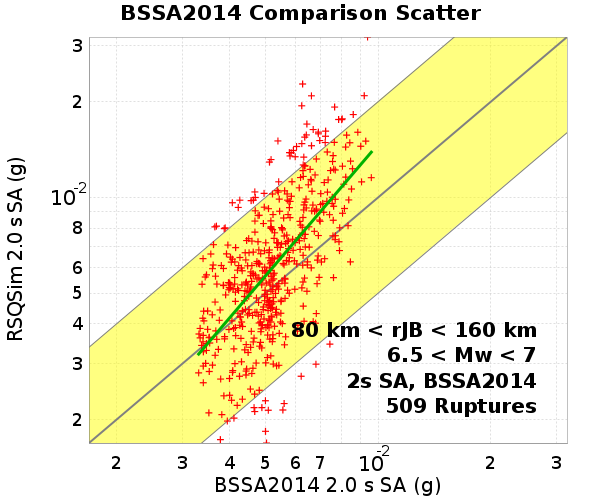 BSSA2014 Comparison Scatter
RSQSim 2.0 s SA (g)
3
2
10-2
8
6
5
4
3
2
80 km < rJB < 160 km
6.5 < Mw < 7
2s SA, BSSA2014
509 Ruptures
2 3 4 5 6 7 10-2 2 3
BSSA2014 2.0 s SA (g)